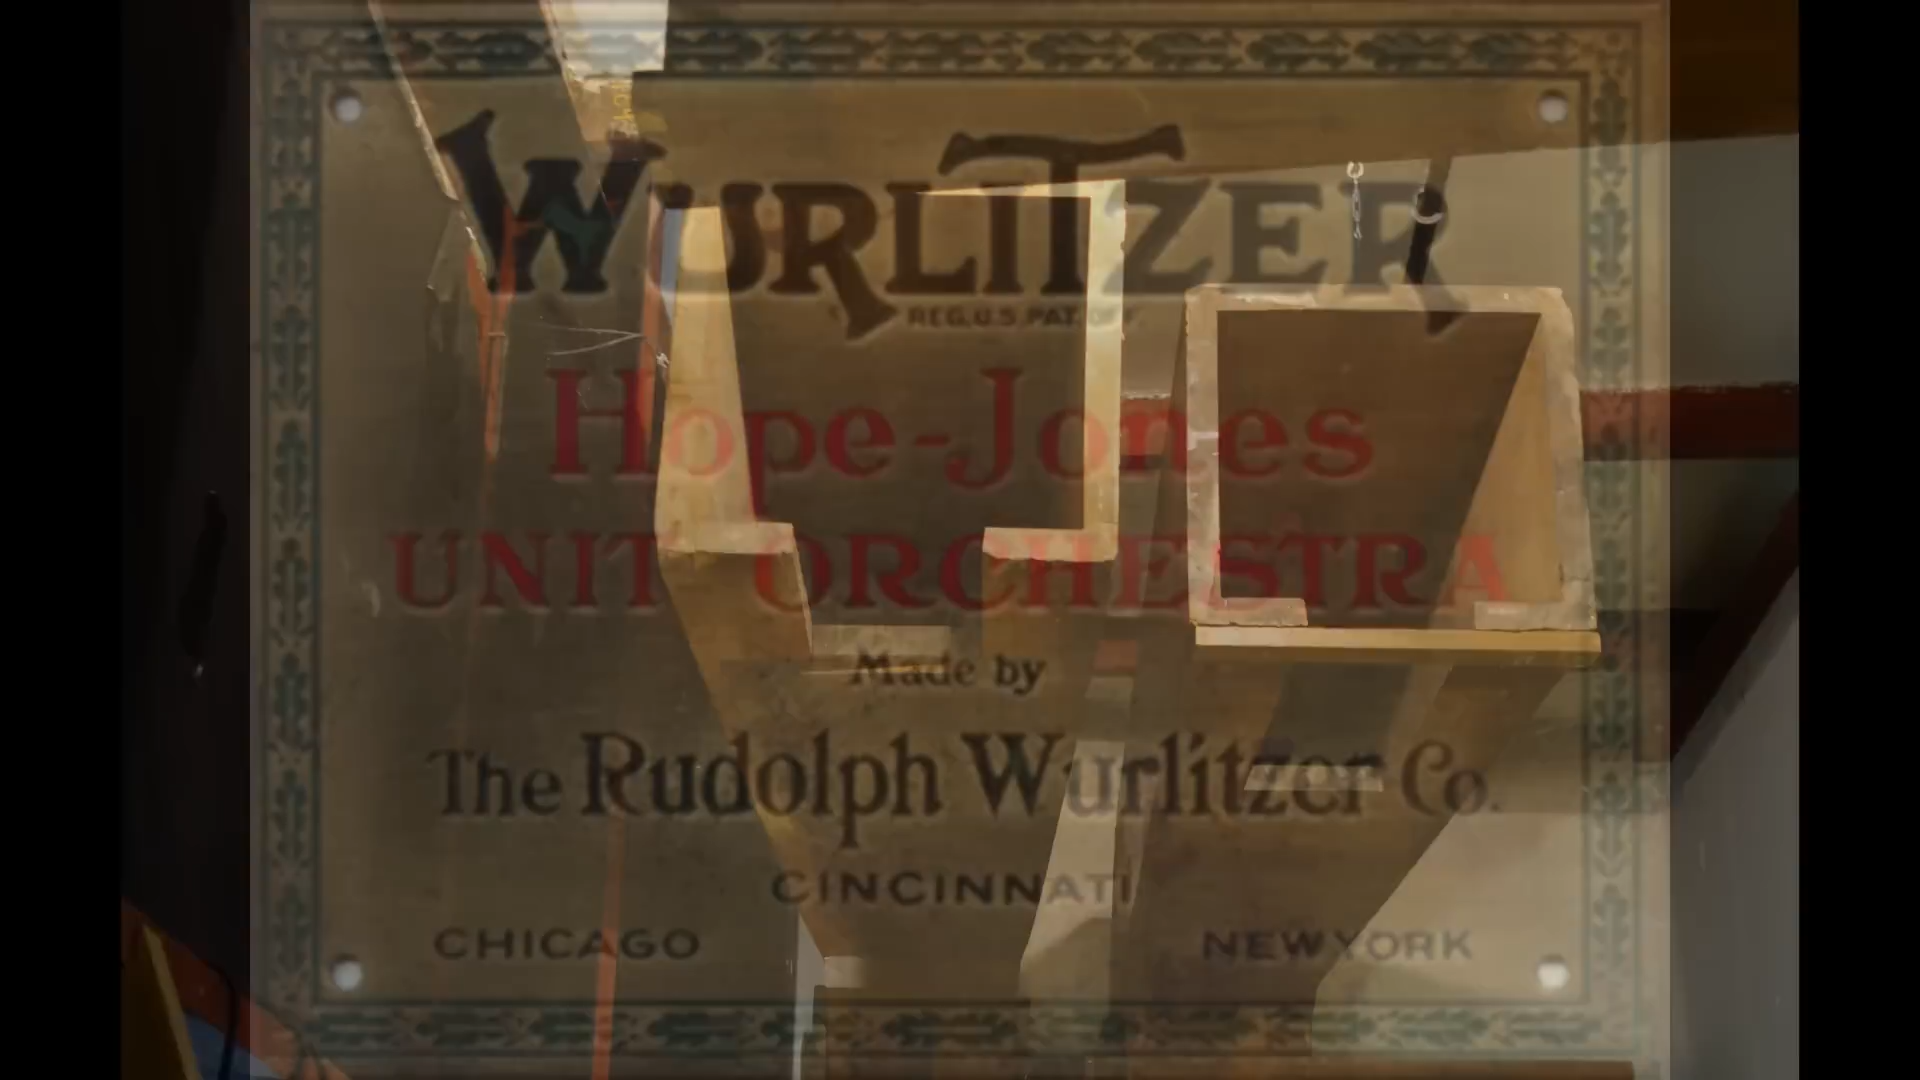 WURLITZER
REG. U.S. PAT. OFF.
Hope-Jones
UNIT ORCHESTRA
Made by
The Rudolph Wurlitzer Co.
CINCINNATI
CHICAGO NEW YORK